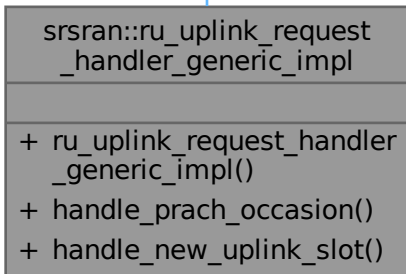 srsran::ru_uplink_request
_handler_generic_impl
+ ru_uplink_request_handler
_generic_impl()
+ handle_prach_occasion()
+ handle_new_uplink_slot()